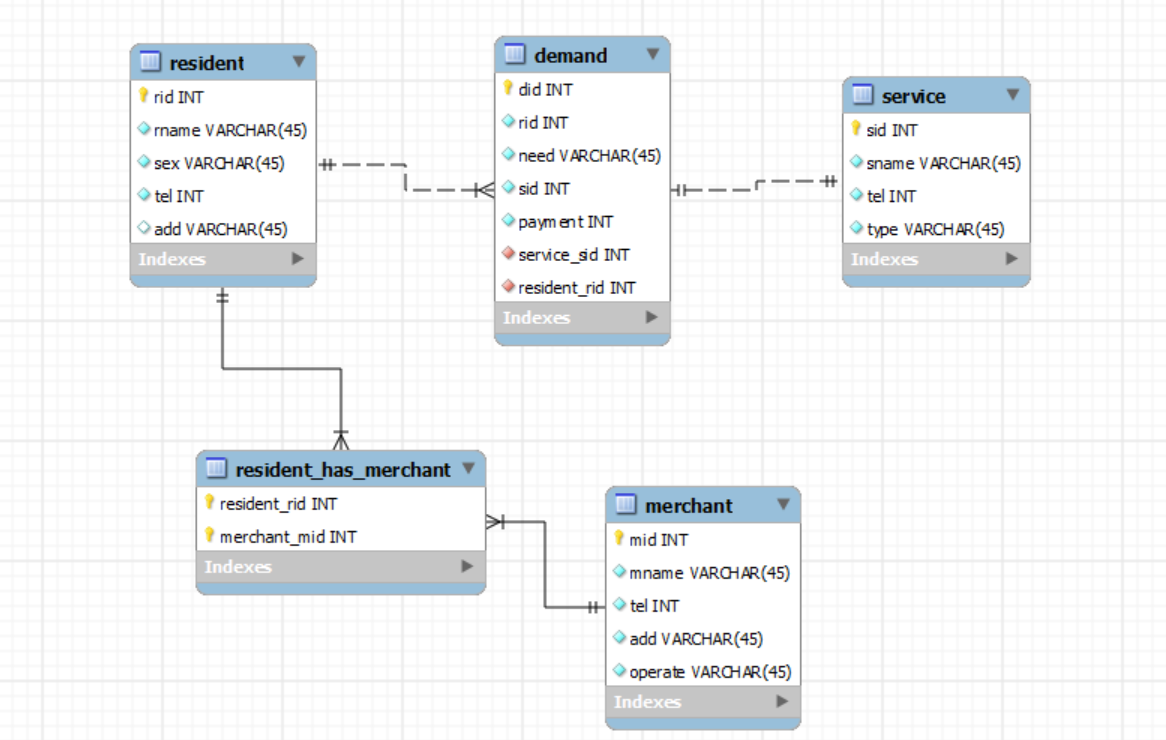 resident
rid INT
rname VARCHAR(45)
sex VARCHAR(45)
tel INT
add VARCHAR(45)
Indexes
demand
did INT
rid INT
need VARCHAR(45)
sid INT
payment INT
service_sid INT
resident_rid INT
Indexes
service
sid INT
sname VARCHAR(45)
tel INT
type VARCHAR(45)
Indexes
resident_has_merchant
resident_rid INT
merchant_mid INT
Indexes
merchant
mid INT
mname VARCHAR(45)
tel INT
add VARCHAR(45)
operate VARCHAR(45)
Indexes